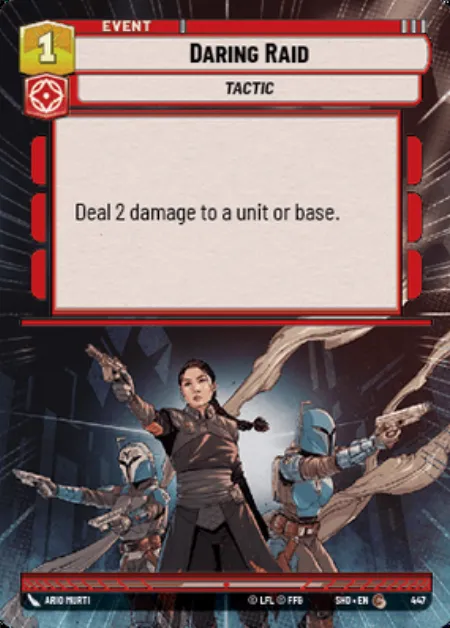 EVENT
1
DARING RAID
TACTIC
Deal 2 damage to a unit or base.
ARIO MURTI
© LFL © FFG
SHD • EN
447